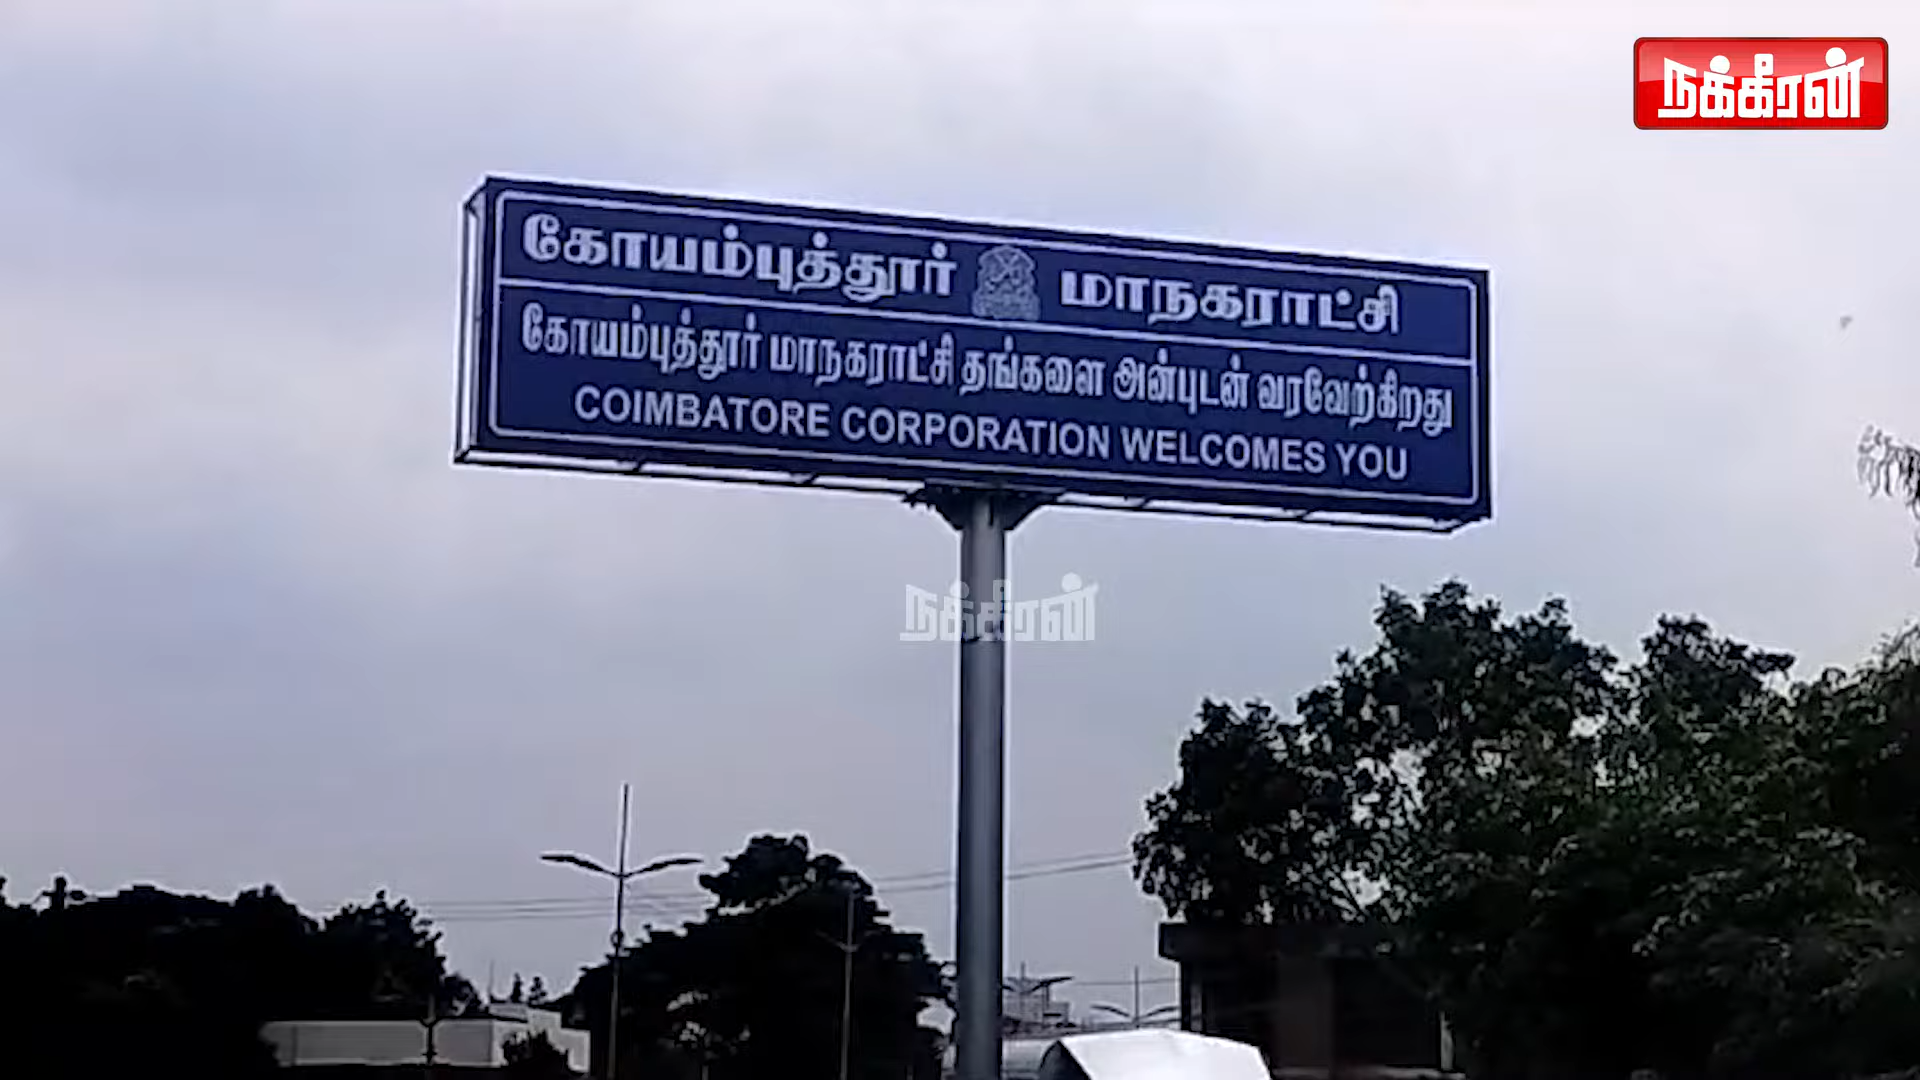 நக்கீரன்
கோயம்புத்தூர் மாநகராட்சி
கோயம்புத்தூர் மாநகராட்சி தங்களை அன்புடன் வரவேற்கிறது
COIMBATORE CORPORATION WELCOMES YOU
நக்கீரன்